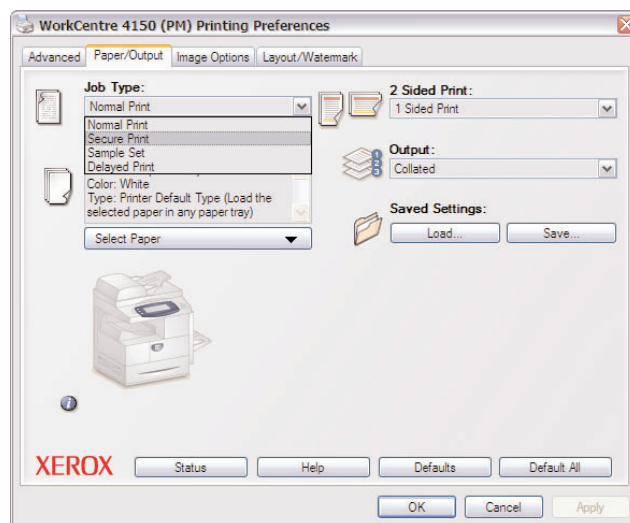 WorkCentre 4150 (PM) Printing Preferences
Advanced
Paper/Output
Image Options
Layout/Watermark
Job Type:
Normal Print
Normal Print
Secure Print
Sample Set
Delayed Print
Color: White
Type: Printer Default Type (Load the
selected paper in any paper tray)
Select Paper
2 Sided Print:
1 Sided Print
Output:
1
2
3
Collated
Saved Settings:
Load...
Save...
XEROX
Status
Help
Defaults
Default All
OK
Cancel
Apply